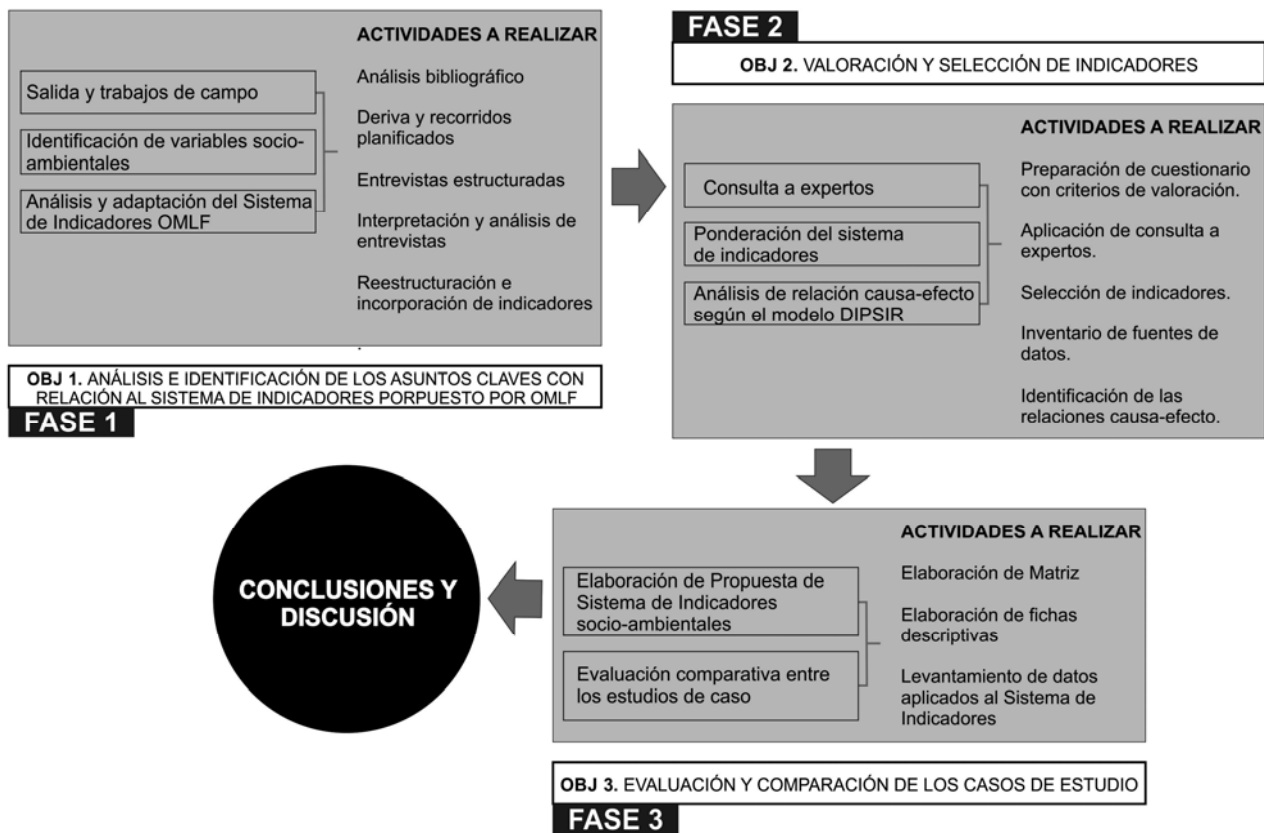 ACTIVIDADES A REALIZAR
Salida y trabajos de campo
Identificación de variables socio-
ambientales
Análisis y adaptación del Sistema
de Indicadores OMLF
Análisis bibliográfico
Deriva y recorridos
planificados
Entrevistas estructuradas
Interpretación y análisis de
entrevistas
Reestructuración e
incorporación de indicadores
OBJ 1. ANÁLISIS E IDENTIFICACIÓN DE LOS ASUNTOS CLAVES CON
RELACIÓN AL SISTEMA DE INDICADORES PORPUESTO POR OMLF
FASE 1
FASE 2
OBJ 2. VALORACIÓN Y SELECCIÓN DE INDICADORES
ACTIVIDADES A REALIZAR
Consulta a expertos
Ponderación del sistema
de indicadores
Análisis de relación causa-efecto
según el modelo DIPSIR
Preparación de cuestionario
con criterios de valoración.
Aplicación de consulta a
expertos.
Selección de indicadores.
Inventario de fuentes de
datos.
Identificación de las
relaciones causa-efecto.
ACTIVIDADES A REALIZAR
Elaboración de Propuesta de
Sistema de Indicadores
socio-ambientales
Evaluación comparativa entre
los estudios de caso
Elaboración de Matriz
Elaboración de fichas
descriptivas
Levantamiento de datos
aplicados al Sistema de
Indicadores
OBJ 3. EVALUACIÓN Y COMPARACIÓN DE LOS CASOS DE ESTUDIO
FASE 3
CONCLUSIONES Y
DISCUSIÓN